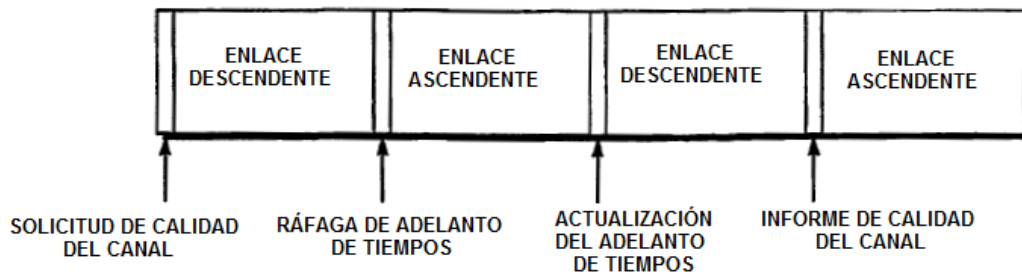 ENLACE
DESCENDENTE
ENLACE
ASCENDENTE
ENLACE
DESCENDENTE
ENLACE
ASCENDENTE
SOLICITUD DE CALIDAD
DEL CANAL
RÁFAGA DE ADELANTO
DE TIEMPOS
ACTUALIZACIÓN
DEL ADELANTO
DE TIEMPOS
INFORME DE CALIDAD
DEL CANAL